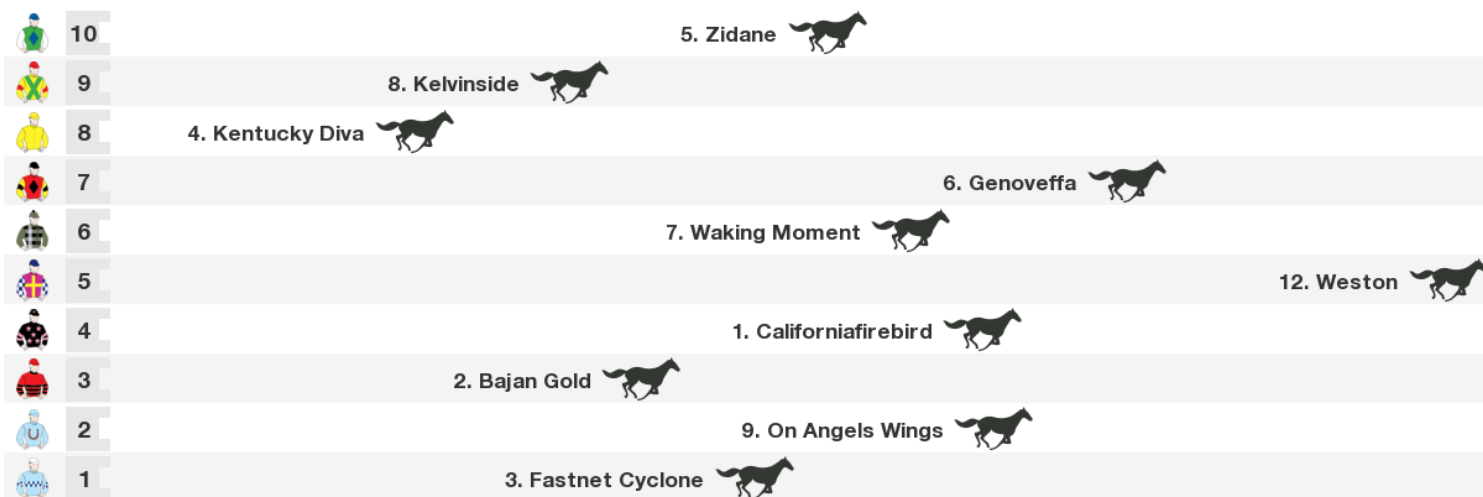 10 5. Zidane
9 8. Kelvinside
8 4. Kentucky Diva
7 6. Genoveffa
6 7. Waking Moment
5 12. Weston
4 1. Californiafirebird
3 2. Bajan Gold
2 9. On Angels Wings
1 3. Fastnet Cyclone